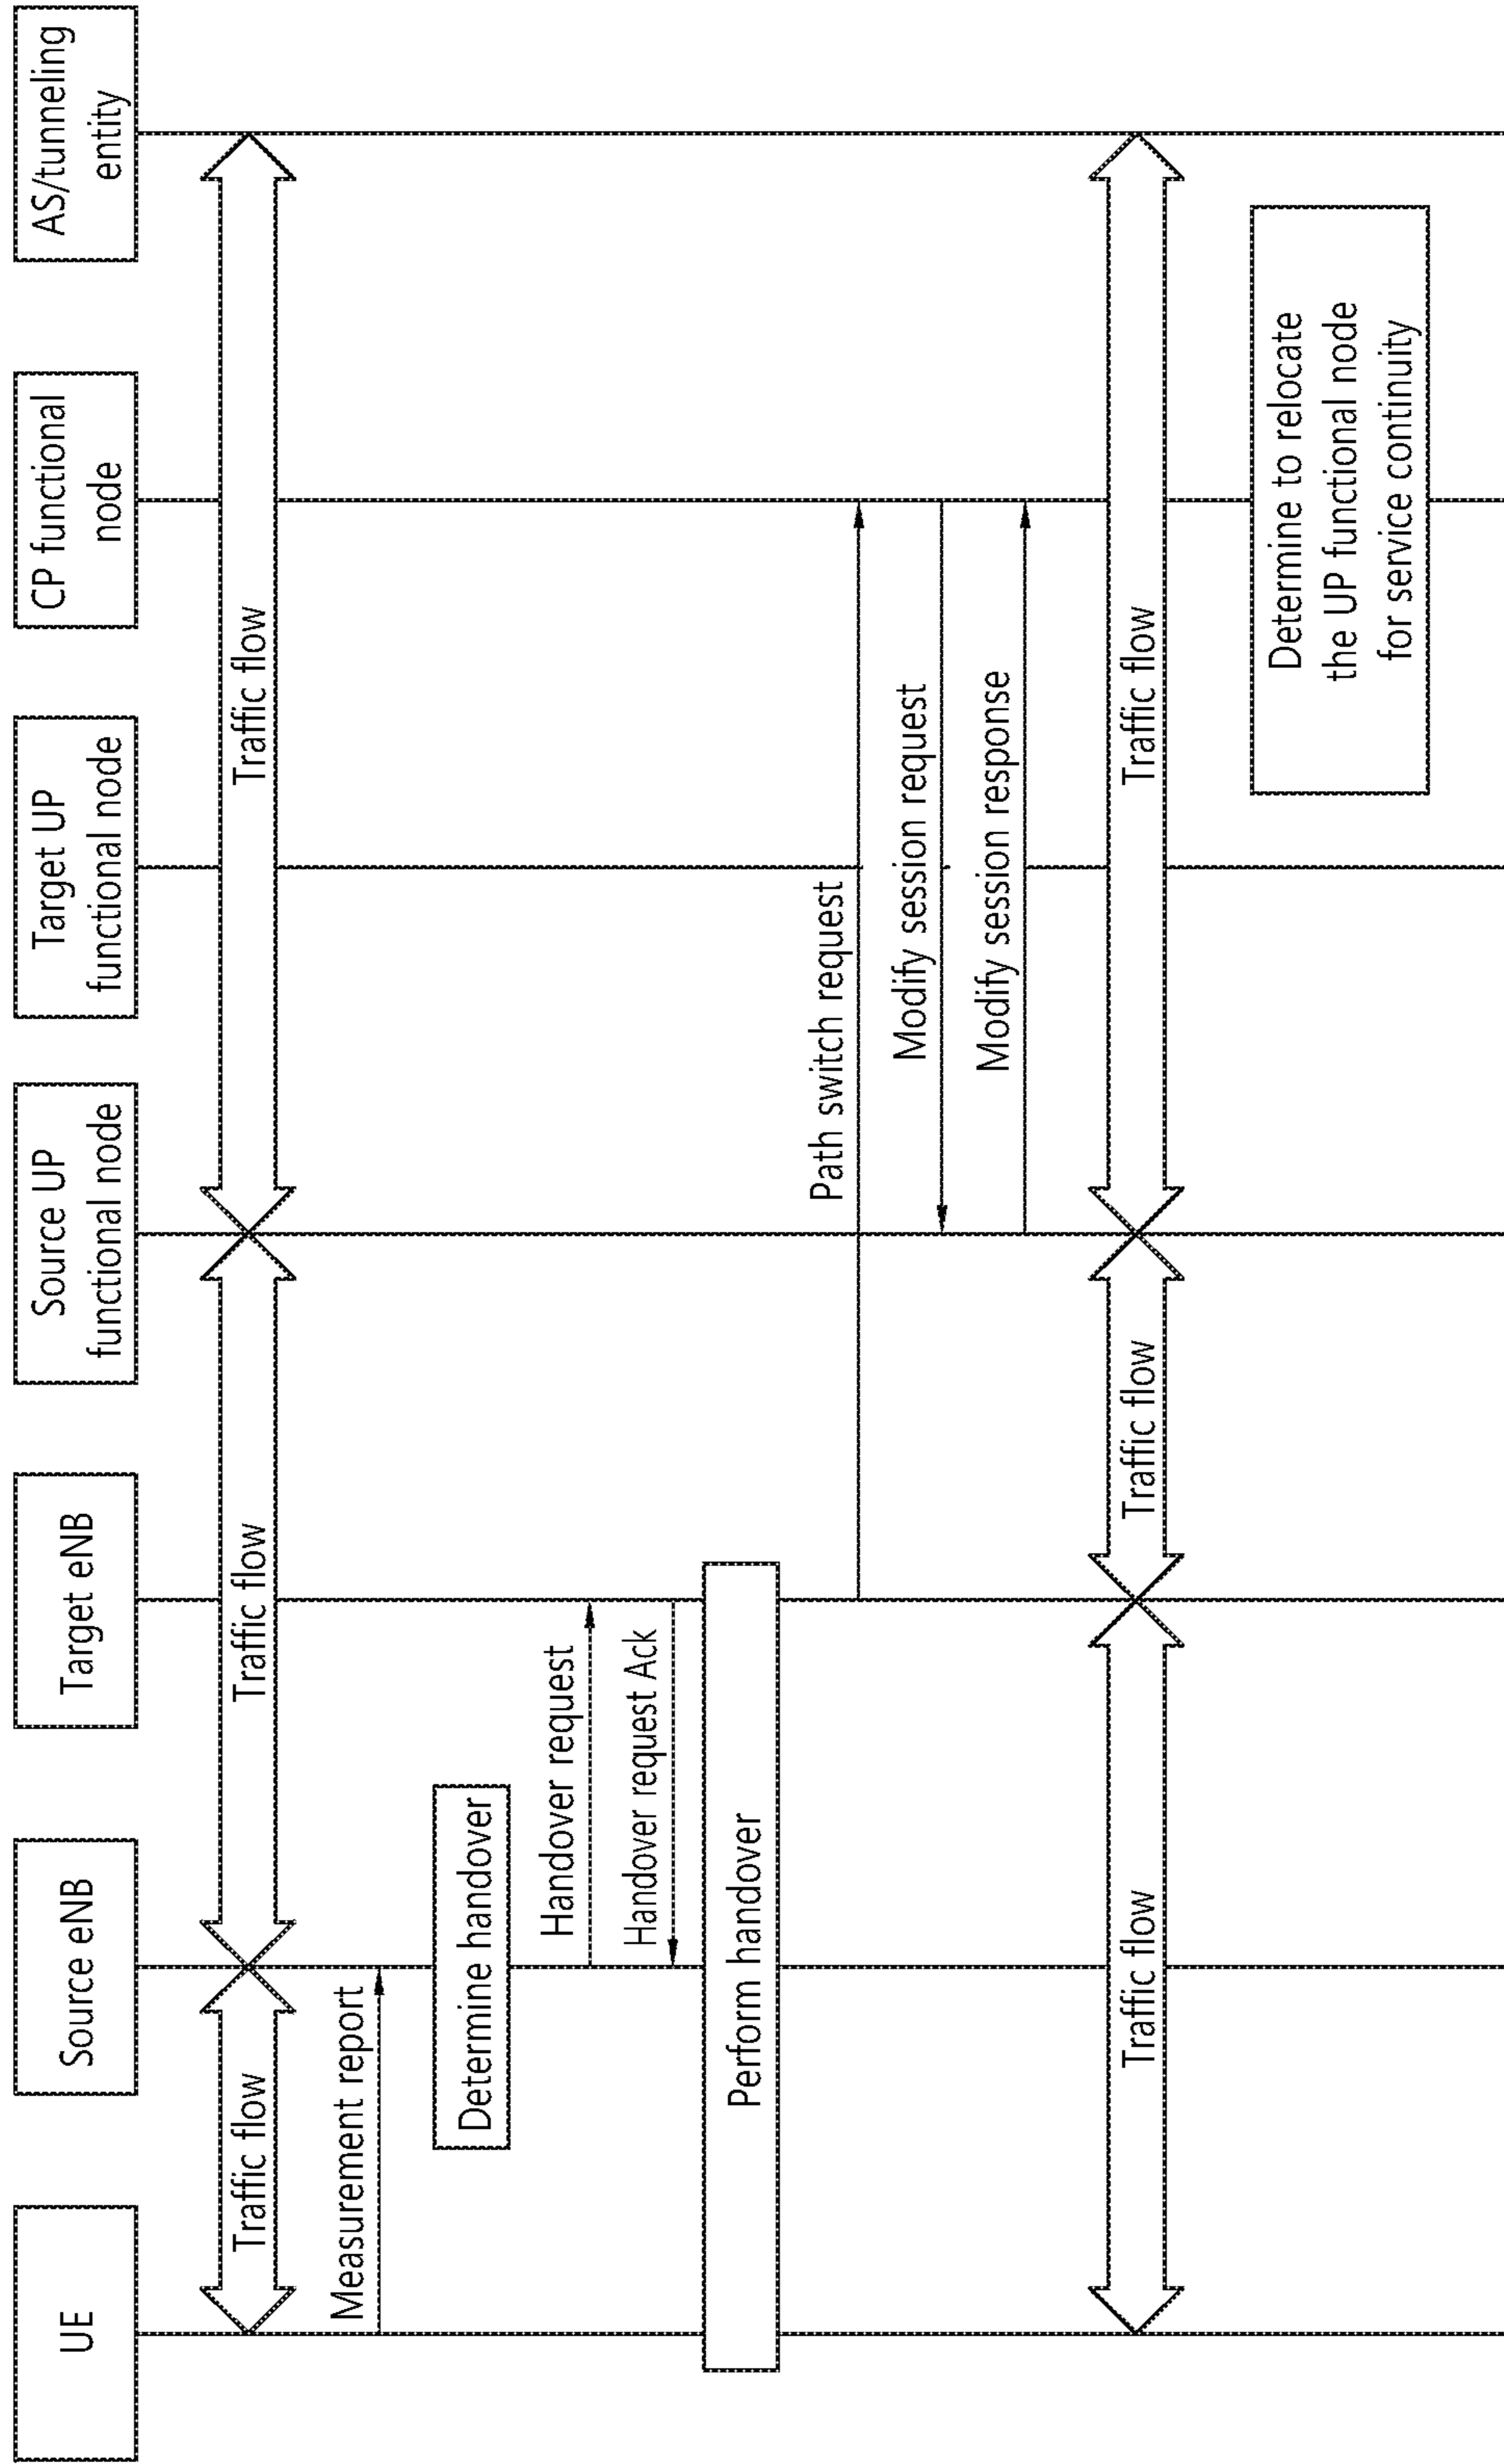 UE
Source eNB
Target eNB
Source UP
functional node
Target UP
functional node
CP functional
node
AS/tunneling
entity
Traffic flow
Traffic flow
Traffic flow
Measurement report
Determine handover
Handover request
Handover request Ack
Perform handover
Path switch request
Modify session request
Modify session response
Traffic flow
Traffic flow
Traffic flow
Determine to relocate
the UP functional node
for service continuity